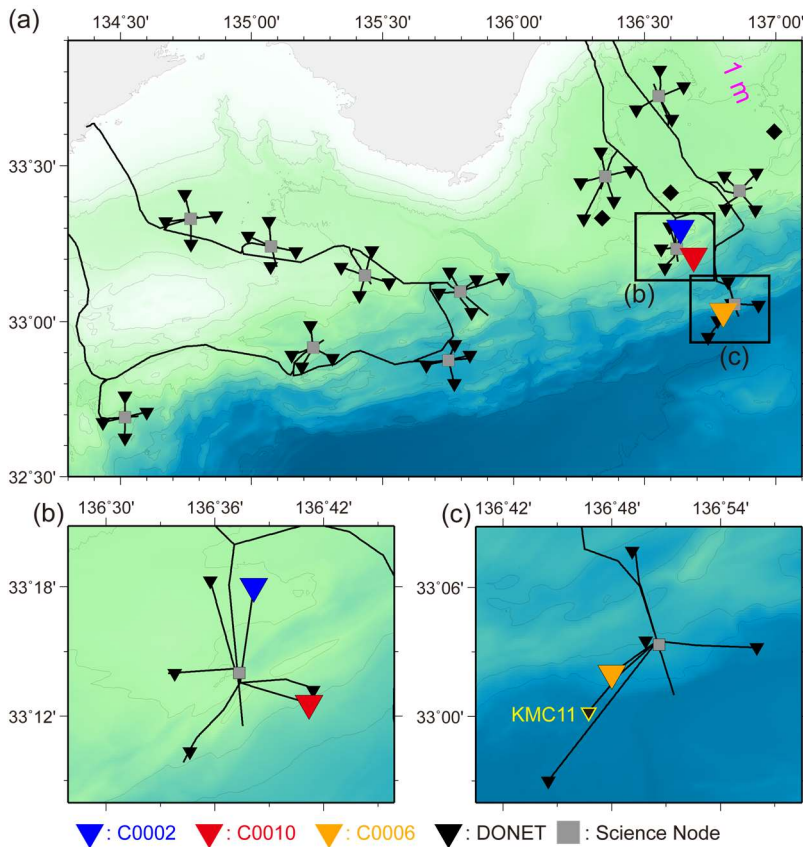 (a)
134˚30' 135˚00' 135˚30' 136˚00' 136˚30' 137˚00'
1 m
33˚30'
(b)
33˚00'
(c)
32˚30'
(b)
136˚30' 136˚36' 136˚42'
33˚18'
33˚12'
(c)
136˚42' 136˚48' 136˚54'
33˚06'
33˚00'
KMC11
: C0002 : C0010 : C0006 : DONET : Science Node